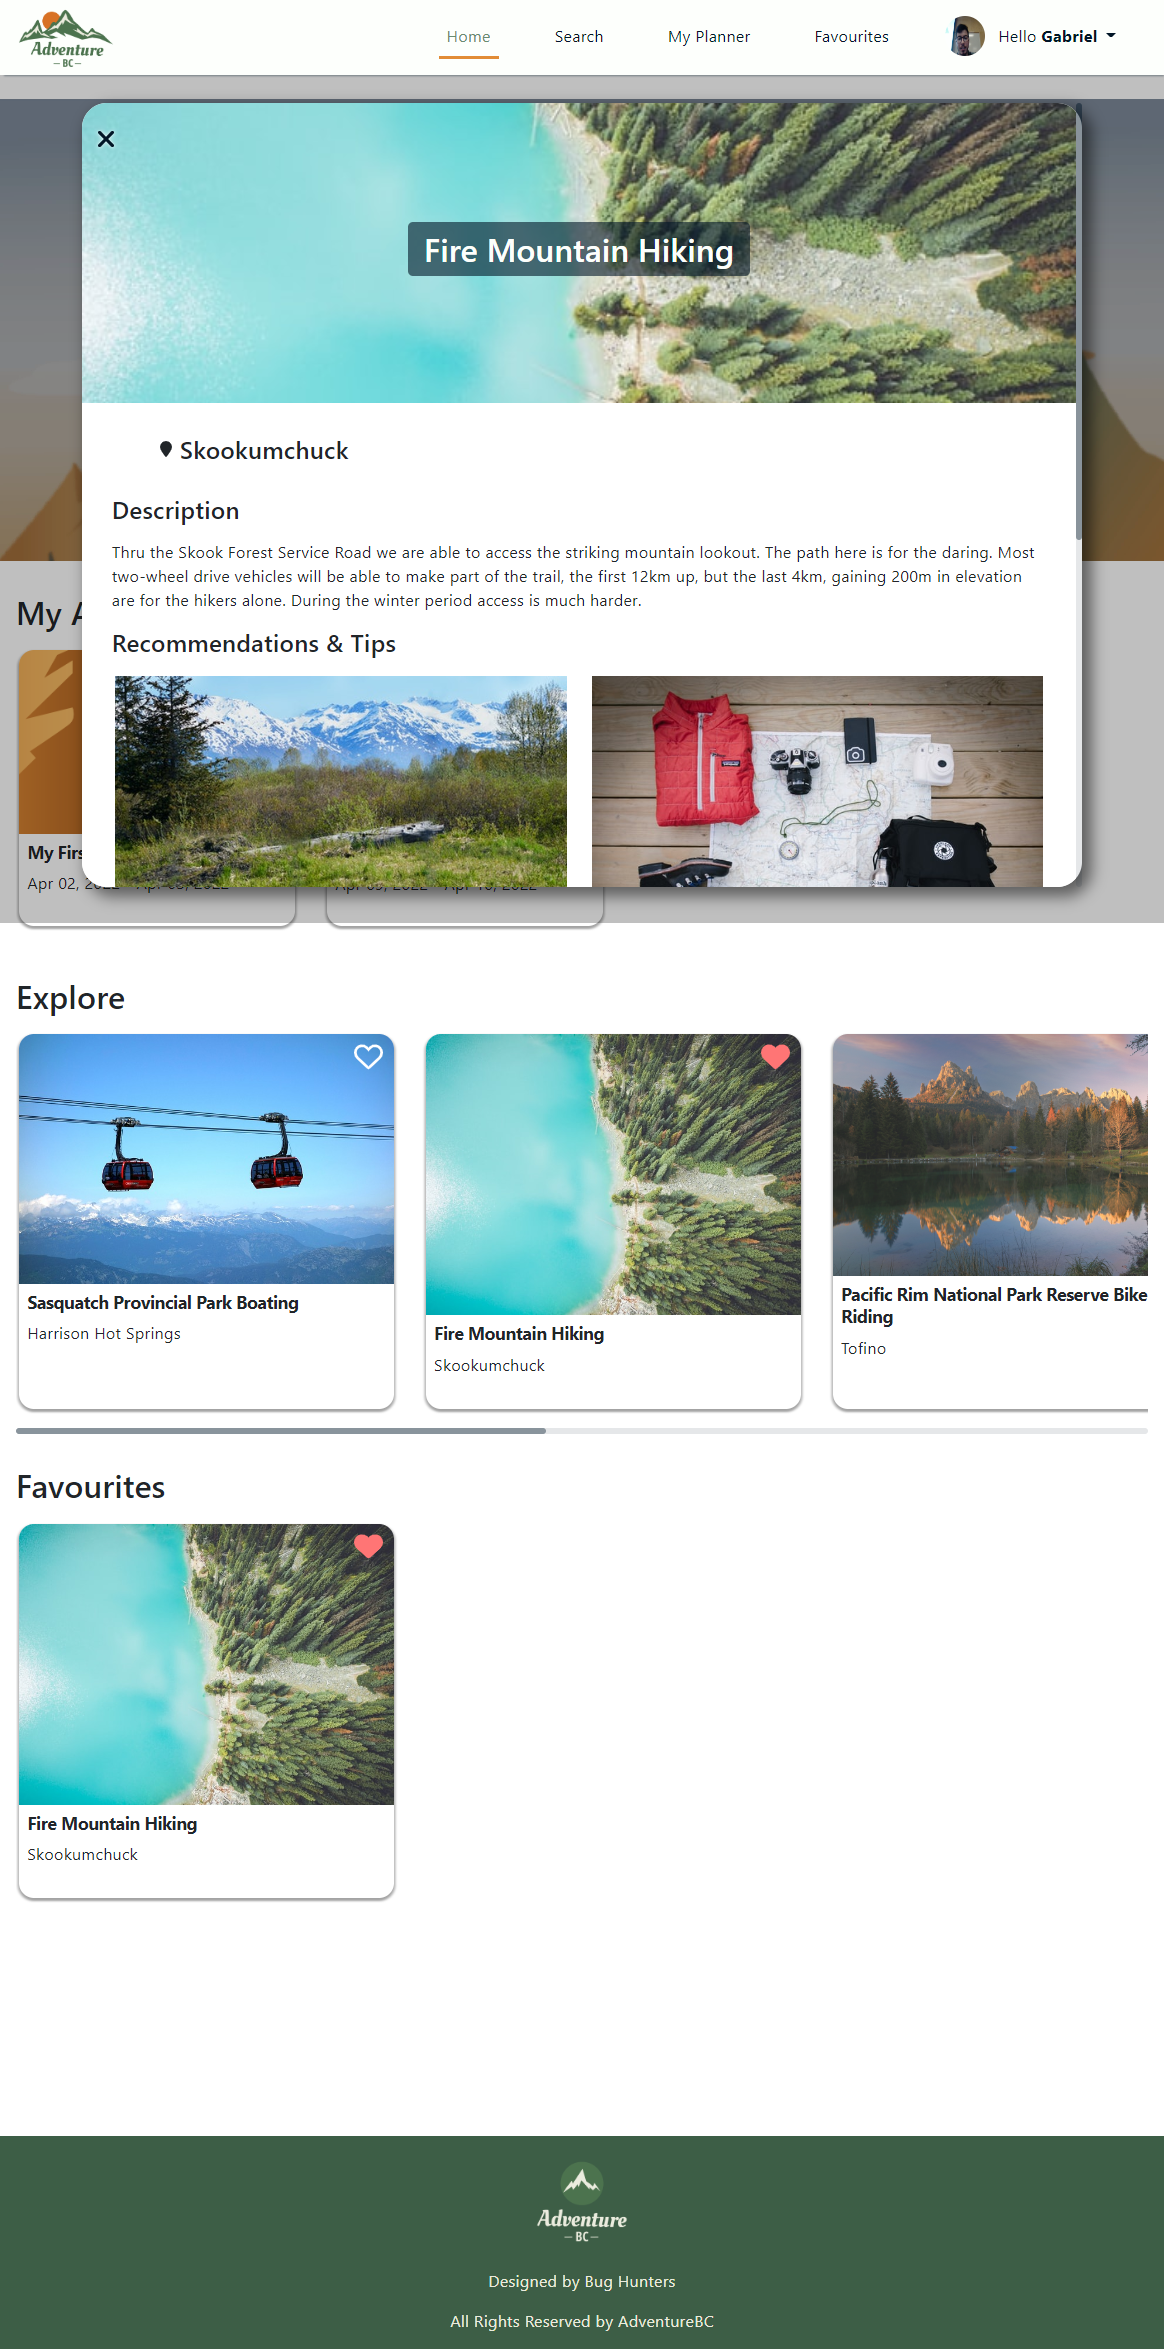 Adventure
BC
Home
Search
My Planner
Favourites
Hello Gabriel
Fire Mountain Hiking
Skookumchuck
Description
Thru the Skook Forest Service Road we are able to access the striking mountain lookout. The path here is for the daring. Most
two-wheel drive vehicles will be able to make part of the trail, the first 12km up, but the last 4km, gaining 200m in elevation
are for the hikers alone. During the winter period access is much harder.
Recommendations & Tips
My
My
Apr 02,
Explore
Sasquatch Provincial Park Boating
Harrison Hot Springs
Fire Mountain Hiking
Skookumchuck
Pacific Rim National Park Reserve Bike
Riding
Tofino
Favourites
Fire Mountain Hiking
Skookumchuck
Adventure
BC
Designed by Bug Hunters
All Rights Reserved by AdventureBC